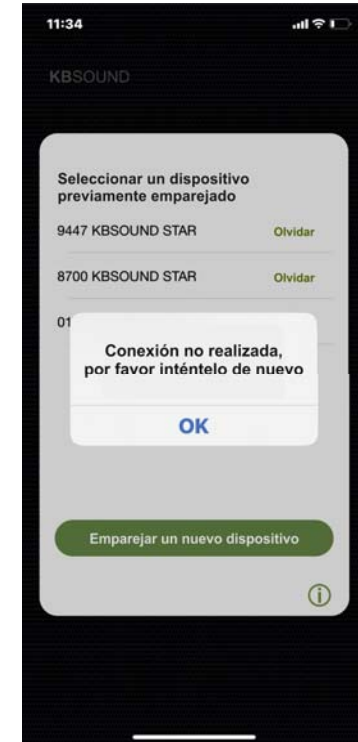 11:34
KBSOUND
Seleccionar un dispositivo
previamente emparejado
9447 KBSOUND STAR Olvidar
8700 KBSOUND STAR Olvidar
01
Conexión no realizada,
por favor inténtelo de nuevo
OK
Emparejar un nuevo dispositivo